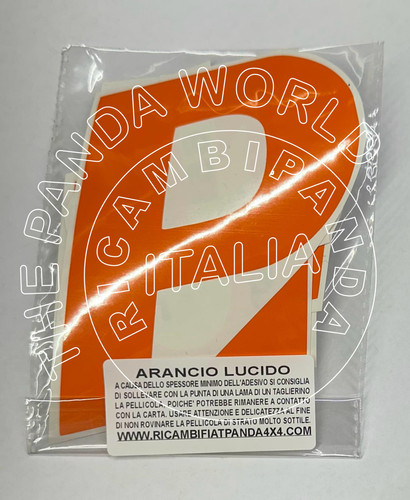 THE PANDA WORLD
RICAMBIPANDA
ITALIA
P
ARANCIO LUCIDO
A CAUSA DELLO SPESSORE MINIMO DELL'ADESIVO SI CONSIGLIA
DI SOLLEVARE CON LA PUNTA DI UNA LAMA DI UN TAGLIERINO
LA PELLICOLA, POICHE' POTREBBE RIMANERE A CONTATTO
CON LA CARTA. USARE ATTENZIONE E DELICATEZZA AL FINE
DI NON ROVINARE LA PELLICOLA DI STRATO MOLTO SOTTILE.
WWW.RICAMBIFIATPANDA4X4.COM